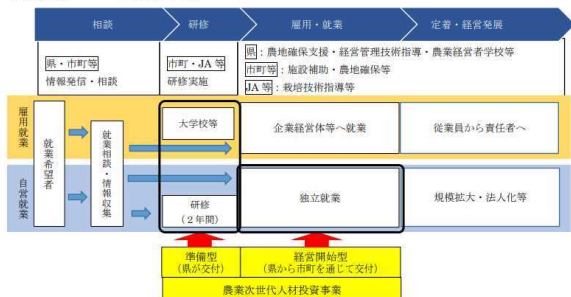 相談
研修
雇用・就業
定着・経営発展
県・市町等
情報発信・相談
市町・JA 等
研修実施
県：農地確保支援・経営管理技術指導・農業経営者学校等
市町等：施設補助・農地確保等
JA 等：栽培技術指導等
雇用就業
就業希望者
就業相談・情報収集
大学校等
企業経営体等へ就業
従業員から責任者へ
自営就業
研修
（２年間）
独立就業
規模拡大・法人化等
準備型
（県が交付）
経営開始型
（県から市町を通じて交付）
農業次世代人材投資事業